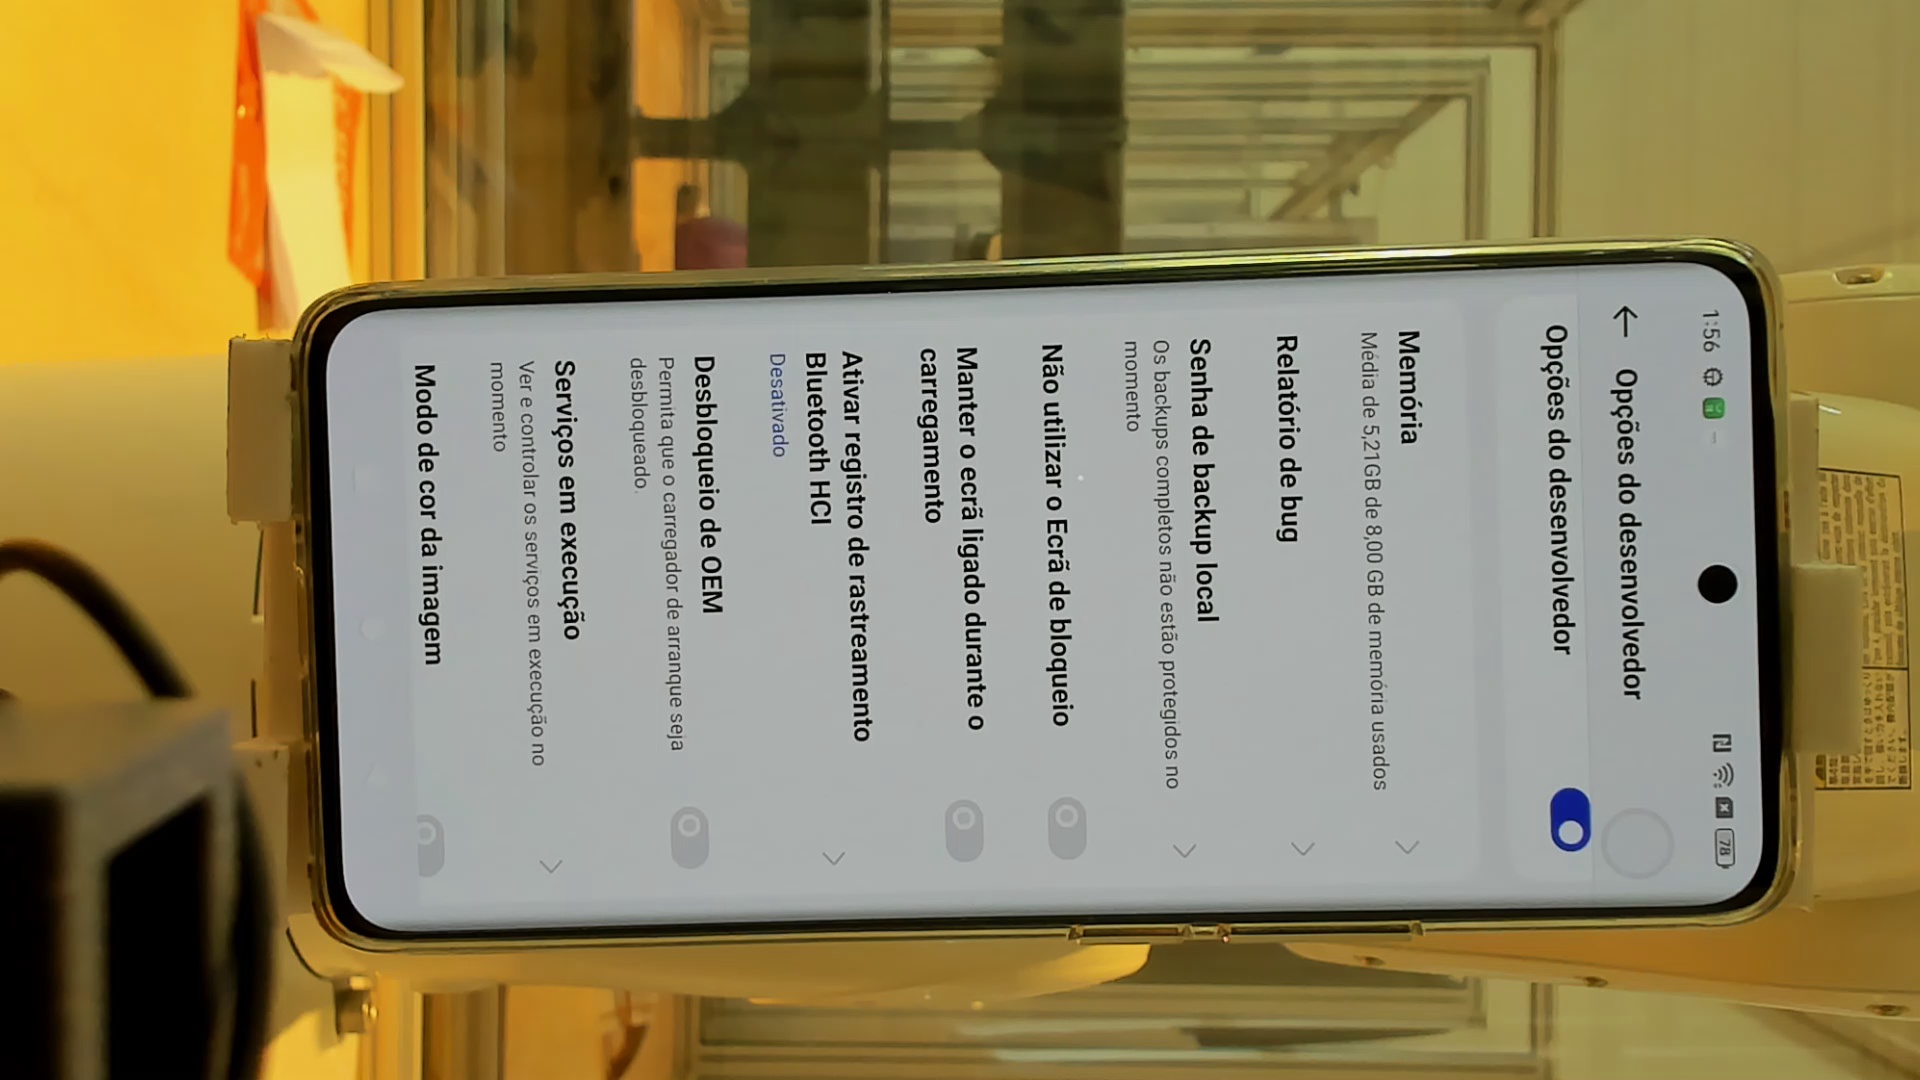 1:56
78
Opções do desenvolvedor
Opções do desenvolvedor
Memória
Média de 5,21GB de 8,00 GB de memória usados
Relatório de bug
Senha de backup local
Os backups completos não estão protegidos no
momento
Não utilizar o Ecrã de bloqueio
Manter o ecrã ligado durante o
carregamento
Ativar registro de rastreamento
Bluetooth HCI
Desativado
Desbloqueio de OEM
Permita que o carregador de arranque seja
desbloqueado.
Serviços em execução
Ver e controlar os serviços em execução no
momento
Modo de cor da imagem